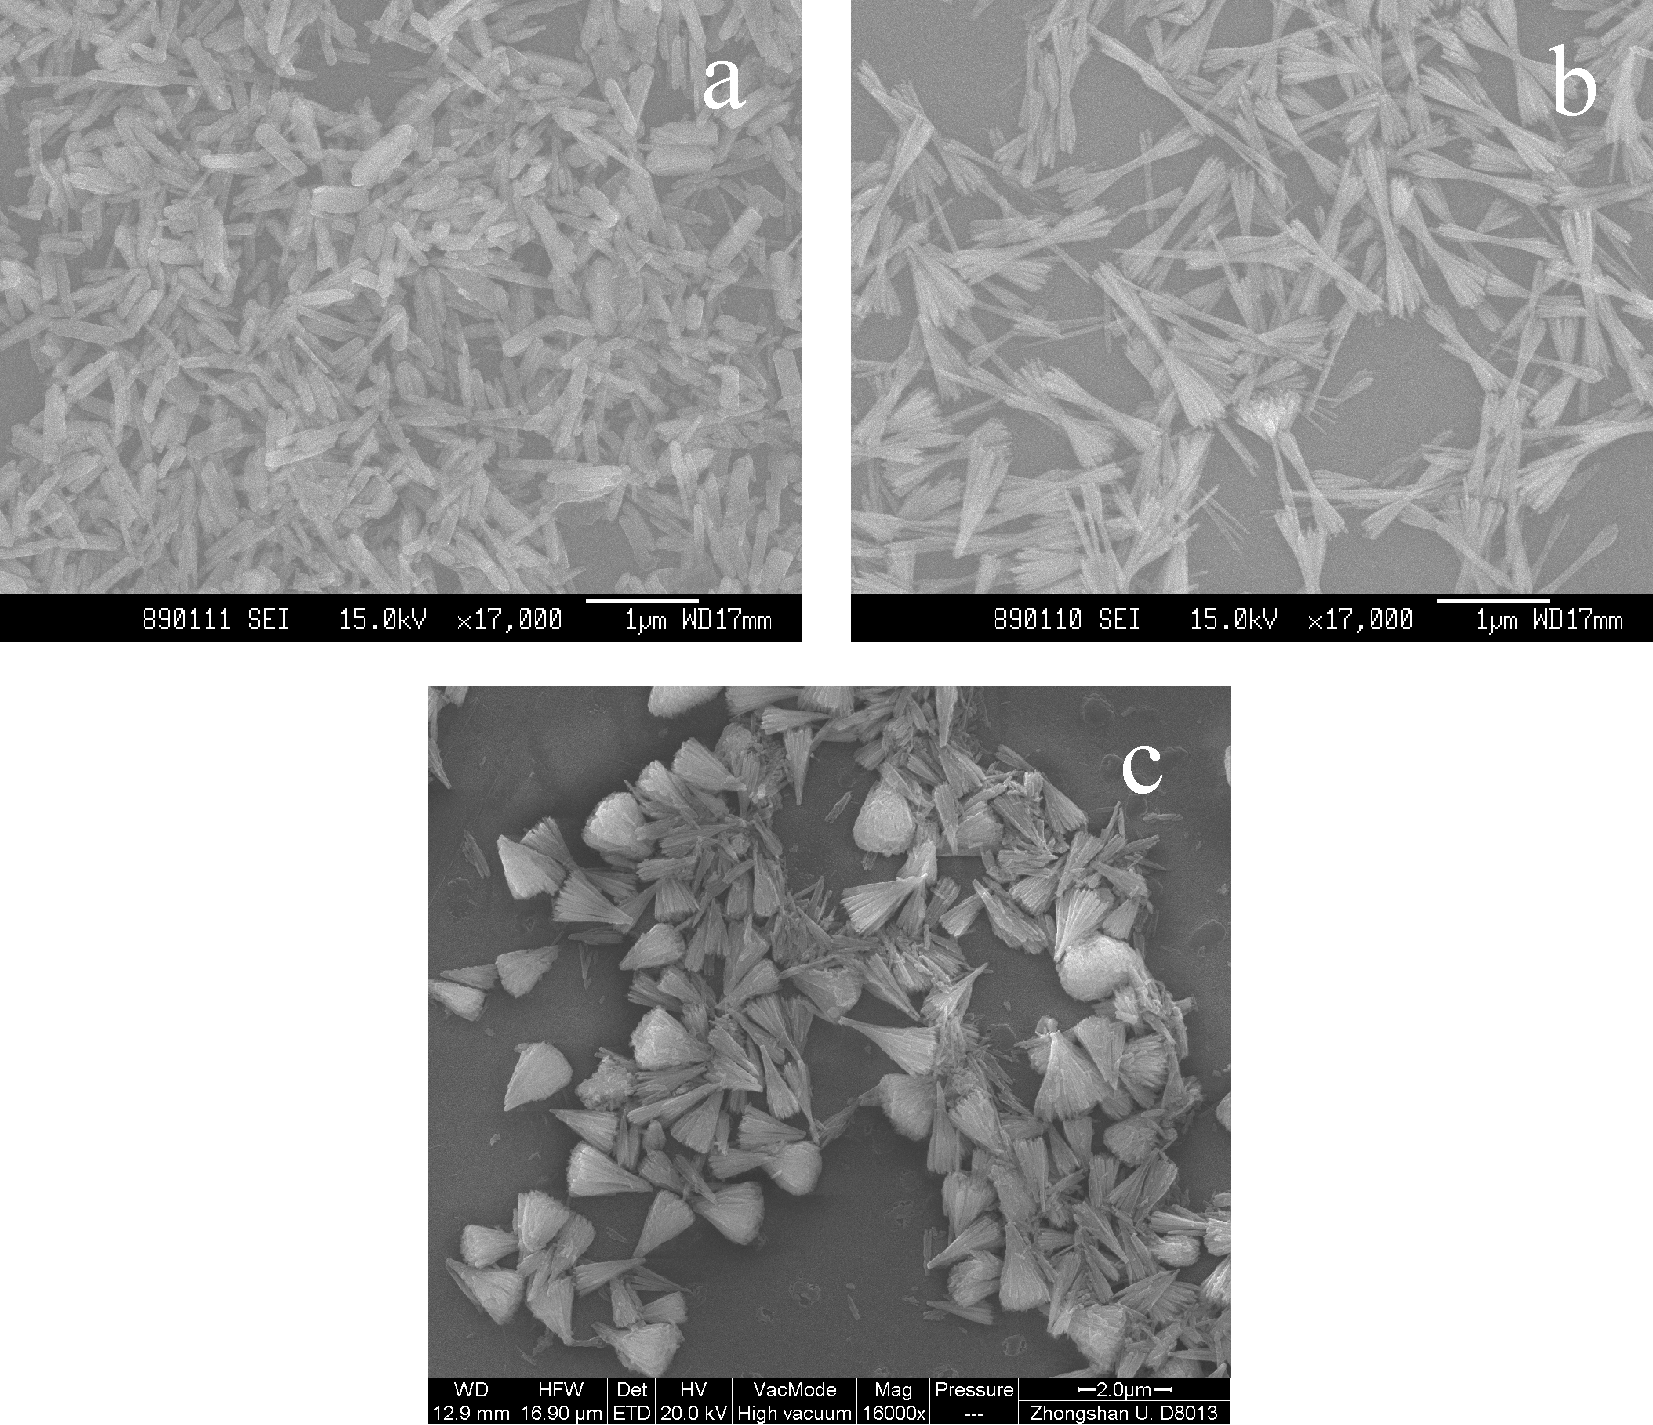 a
b
890111 SEI 15.0kV ×17,000 1µm WD17mm
890110 SEI 15.0kV ×17,000 1µm WD17mm
c
WD HFW Det HV VacMode Mag Pressure 2.0µm
12.9 mm 16.90 µm ETD 20.0 kV High vacuum 16000x --- Zhongshan U. D8013